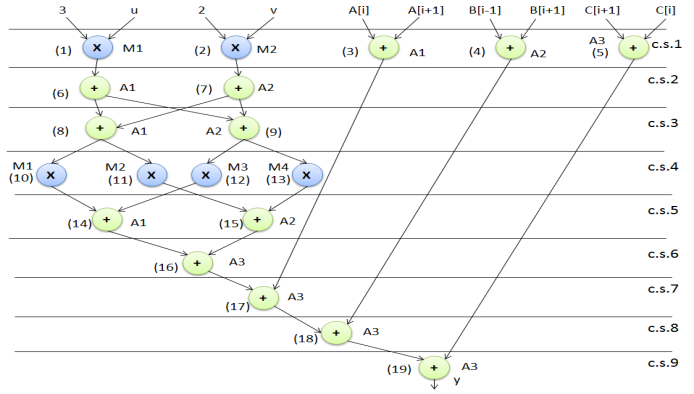 3 u 2 v A[i] A[i+1] B[i-1] B[i+1] C[i+1] C[i]
(1) x M1 (2) x M2 (3) + A1 (4) + A2 A3 (5) + c.s.1
(6) + A1 (7) + A2 c.s.2
(8) + A1 A2 + (9) c.s.3
M1 (10) x M2 (11) x M3 (12) x M4 (13) x c.s.4
(14) + A1 (15) + A2 c.s.5
(16) + A3 c.s.6
(17) + A3 c.s.7
(18) + A3 c.s.8
(19) + A3 c.s.9
y